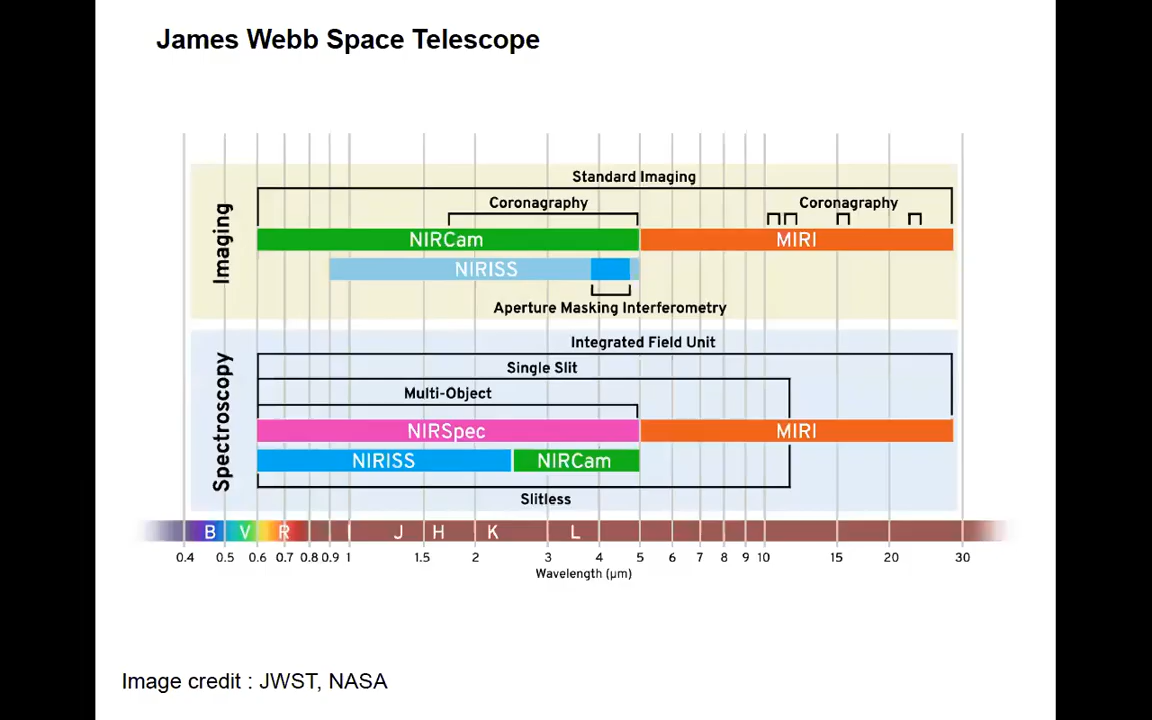 James Webb Space Telescope
Imaging
Standard Imaging
Coronagraphy
Coronagraphy
NIRCam
MIRI
NIRISS
Aperture Masking Interferometry
Spectroscopy
Integrated Field Unit
Single Slit
Multi-Object
NIRSpec
MIRI
NIRISS
NIRCam
Slitless
B V R I J H K L
0.4 0.5 0.6 0.7 0.8 0.9 1 1.5 2 3 4 5 6 7 8 9 10 15 20 30
Wavelength (µm)
Image credit : JWST, NASA